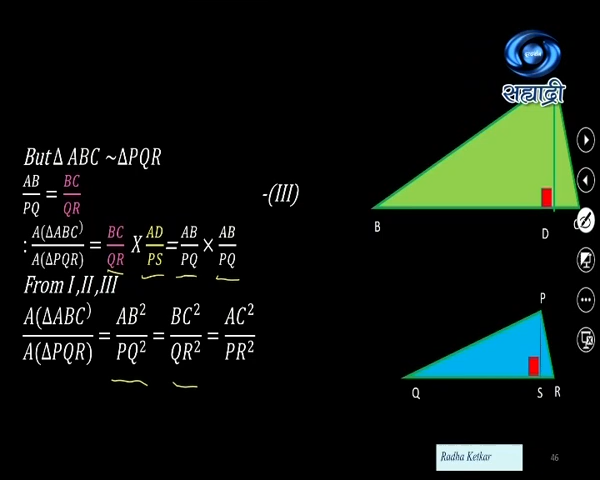 सह्याद्री
But Δ ABC ~ΔPQR
AB/PQ = BC/QR -(III)
: A(ΔABC)/A(ΔPQR) = BC/QR X AD/PS = AB/PQ × AB/PQ
From I,II,III
A(ΔABC)/A(ΔPQR) = AB²/PQ² = BC²/QR² = AC²/PR²
B D C
P
Q S R
Radha Ketkar
46